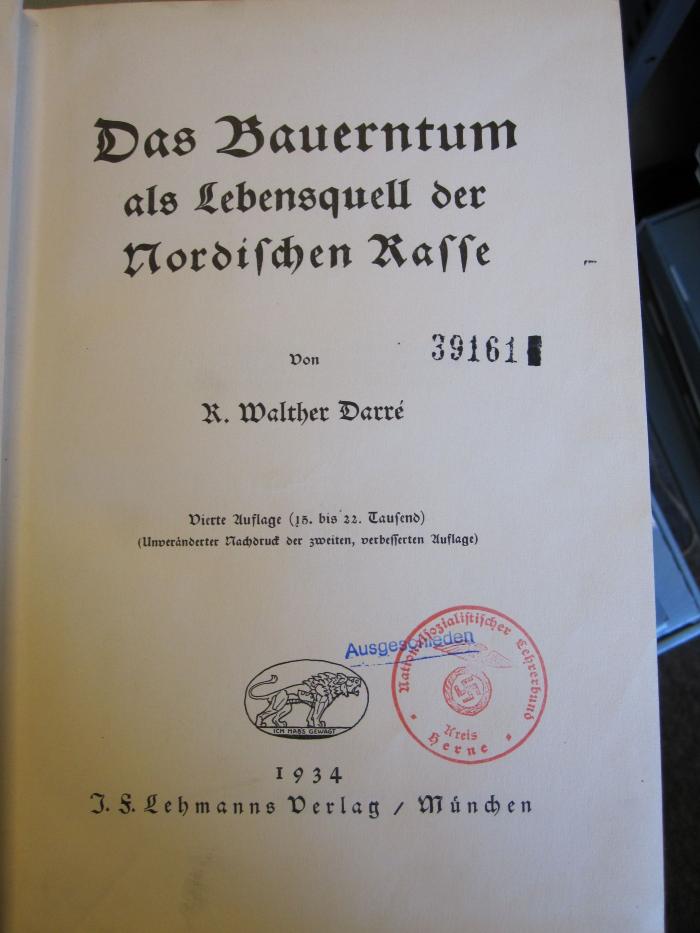 Das Bauerntum
als Lebensquell der
Nordiſchen Raſſe
Von
39161
R. Walther Darré
Vierte Auflage (15. bis 22. Tauſend)
(Unveränderter Nachdruck der zweiten, verbeſſerten Auflage)
Ausgeschieden
Nationalſozialiſtiſcher Lehrerbund
Kreis
Herne
ICH HABS GEWAGT
1934
J. F. Lehmanns Verlag / München